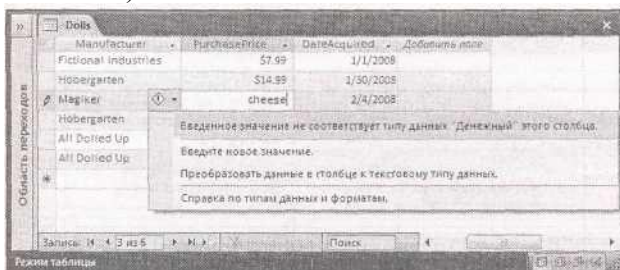 Dolls
Manufacturer PurchasePrice DateAcquired Добавить поле
Fictional Industries $7.99 1/1/2008
Hobergarten $14.99 1/30/2008
Magiker cheese 2/4/2008
Hobergarten
All Dolled Up
All Dolled Up
Введенное значение не соответствует типу данных "Денежный" этого столбца.
Введите новое значение.
Преобразовать данные в столбце к текстовому типу данных.
Справка по типам данных и форматам.
Область переходов
Запись: 3 из 6 Поиск
Режим таблицы